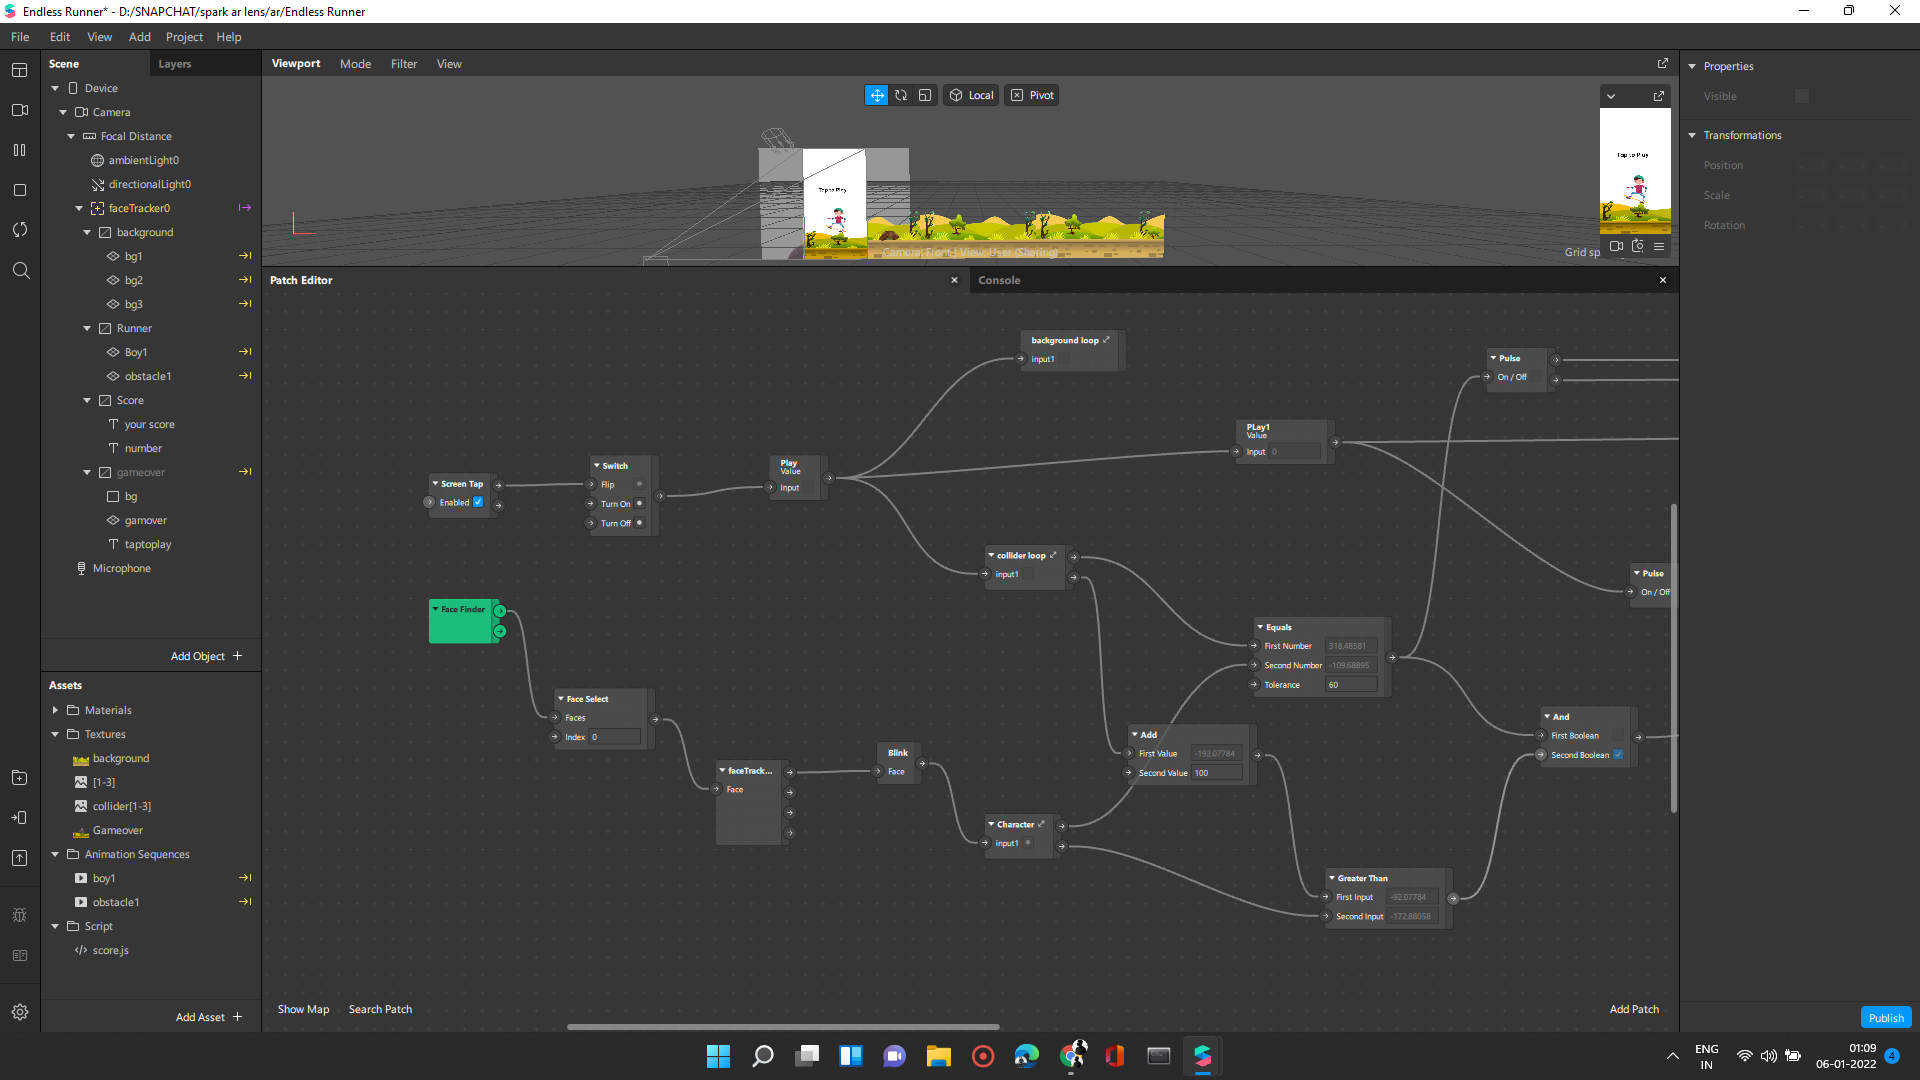 Endless Runner* - D:/SNAPCHAT/spark ar lens/ar/Endless Runner
File Edit View Add Project Help
Scene Layers
Device
Camera
Focal Distance
ambientLight0
directionalLight0
faceTracker0
background
bg1
bg2
bg3
Runner
Boy1
obstacle1
Score
your score
number
gameover
bg
gamover
taptoplay
Microphone
Add Object +
Assets
Materials
Textures
background
[1-3]
collider[1-3]
Gameover
Animation Sequences
boy1
obstacle1
Script
score.js
Add Asset +
Viewport Mode Filter View
Local Pivot
Tap to Play
Camera: Front | View: User (Sharing)
Grid sp
Tap to Play
Patch Editor
Console
background loop
input1
Pulse
On / Off
PLay1
Value
Input 0
Switch
Flip
Turn On
Turn Off
Play
Value
Input
Screen Tap
Enabled
collider loop
input1
Pulse
On / Off
Face Finder
Equals
First Number 318.48581
Second Number -109.68895
Tolerance 60
Face Select
Faces
Index 0
And
First Boolean
Second Boolean
Add
First Value -192.07784
Second Value 100
Blink
Face
faceTrack...
Face
Character
input1
Greater Than
First Input -92.07784
Second Input -172.88058
Show Map Search Patch
Add Patch
Properties
Visible
Transformations
Position
Scale
Rotation
Publish
ENG
IN
01:09
06-01-2022
4